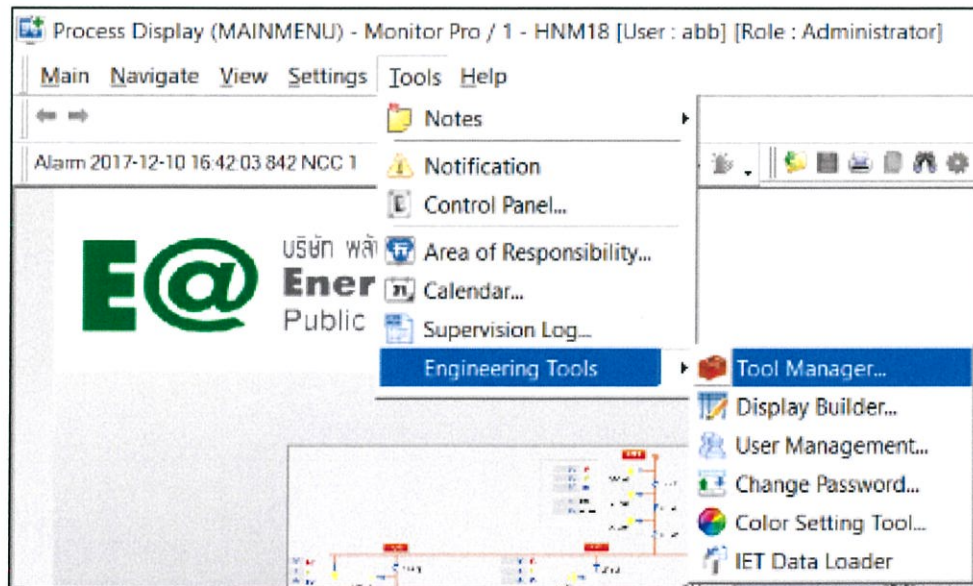 Process Display (MAINMENU) - Monitor Pro / 1 - HNM18 [User : abb] [Role : Administrator]
Main Navigate View Settings Tools Help
Notes
Alarm 2017-12-10 16:42:03 842 NCC 1
Notification
Control Panel...
E@
บริษัท พลั
Ener
Public
Area of Responsibility...
Calendar...
Supervision Log...
Engineering Tools
Tool Manager...
Display Builder...
User Management...
Change Password...
Color Setting Tool...
IET Data Loader